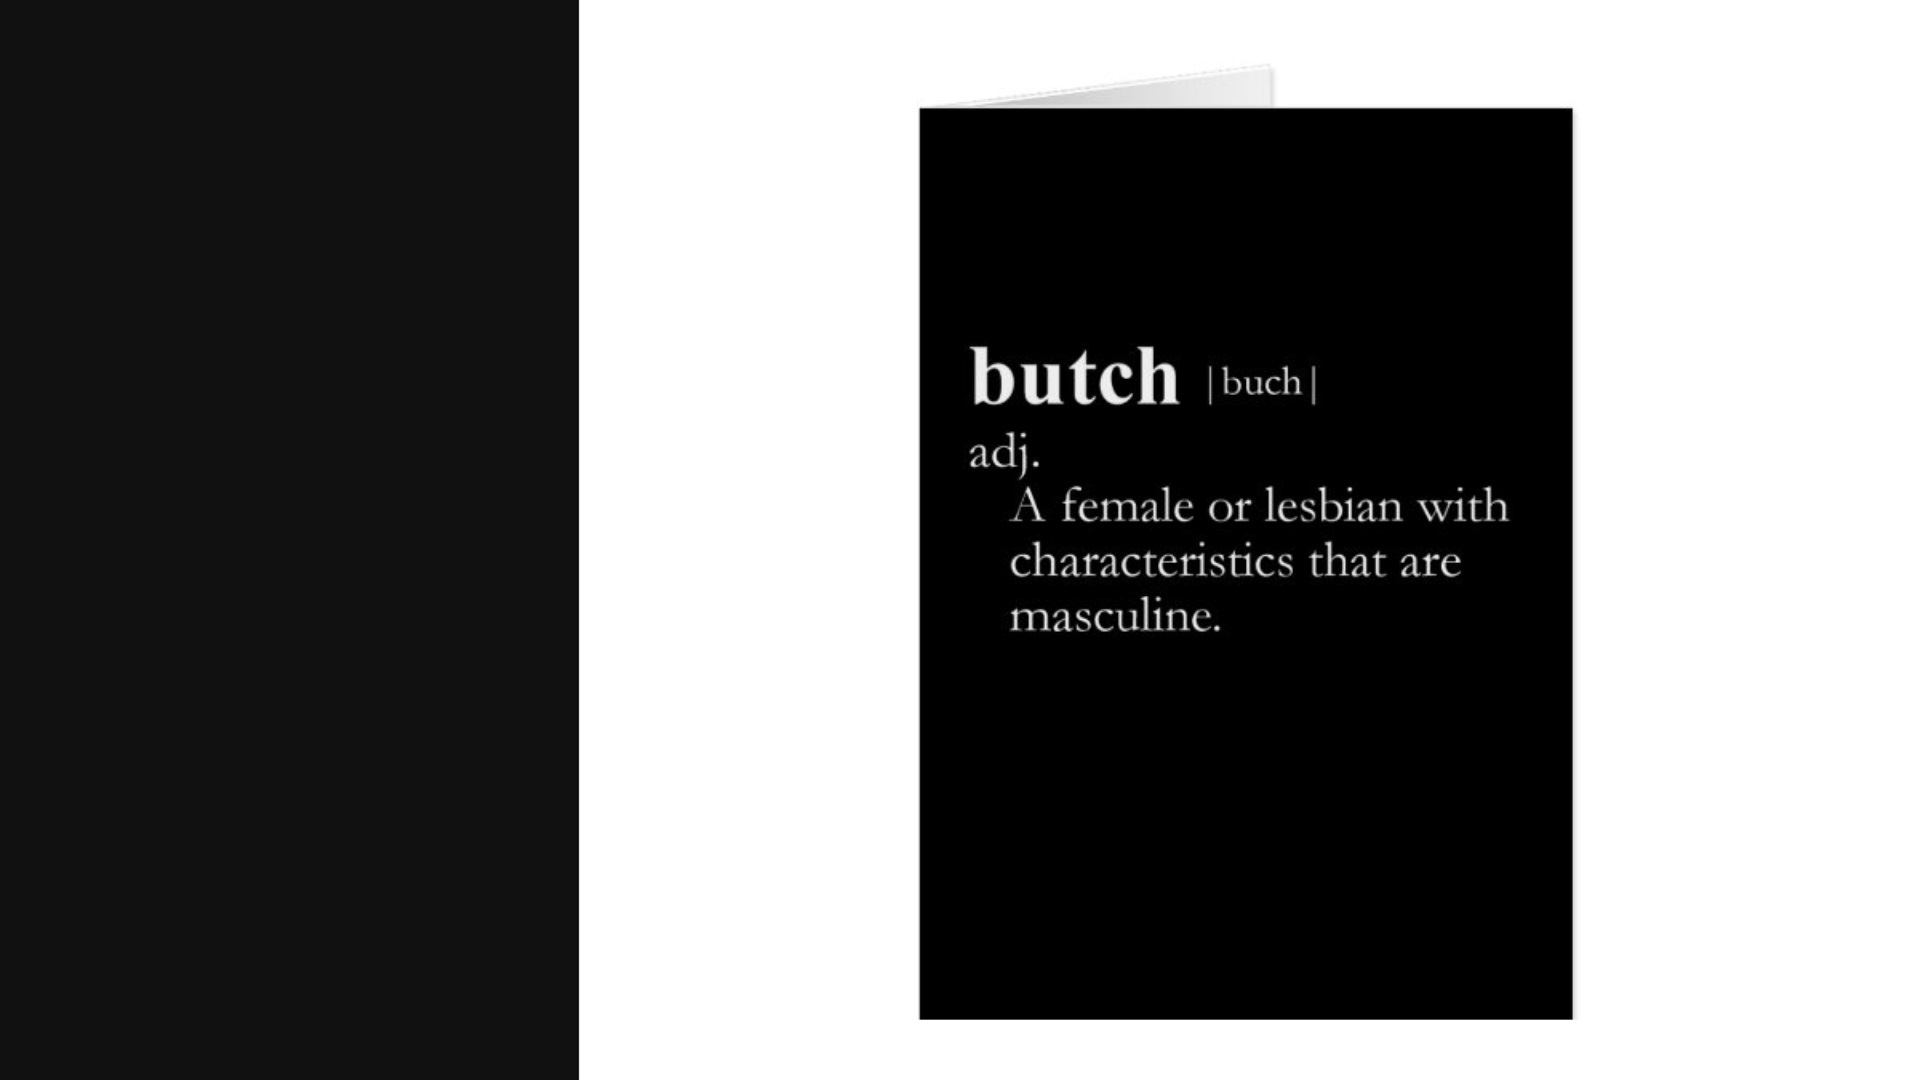 butch |buch|
adj.
A female or lesbian with
characteristics that are
masculine.